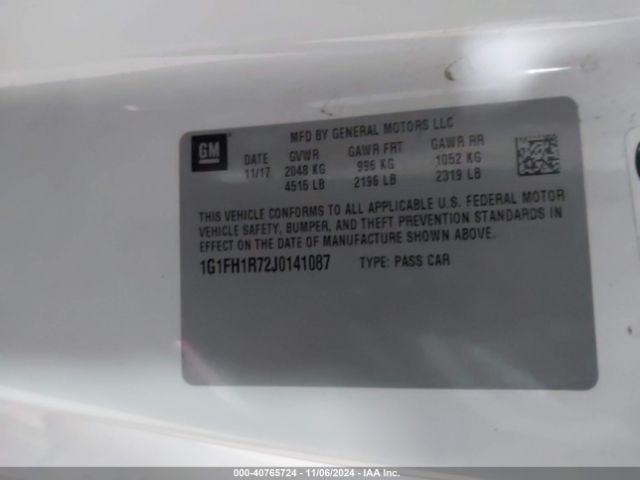 GM
MFD BY GENERAL MOTORS LLC
DATE GVWR GAWR FRT GAWR RR
11/17 2048 KG 996 KG 1052 KG
4515 LB 2196 LB 2319 LB
THIS VEHICLE CONFORMS TO ALL APPLICABLE U.S. FEDERAL MOTOR
VEHICLE SAFETY, BUMPER, AND THEFT PREVENTION STANDARDS IN
EFFECT ON THE DATE OF MANUFACTURE SHOWN ABOVE.
1G1FH1R72J0141087 TYPE: PASS CAR
000-40765724 - 11/06/2024 - IAA Inc.